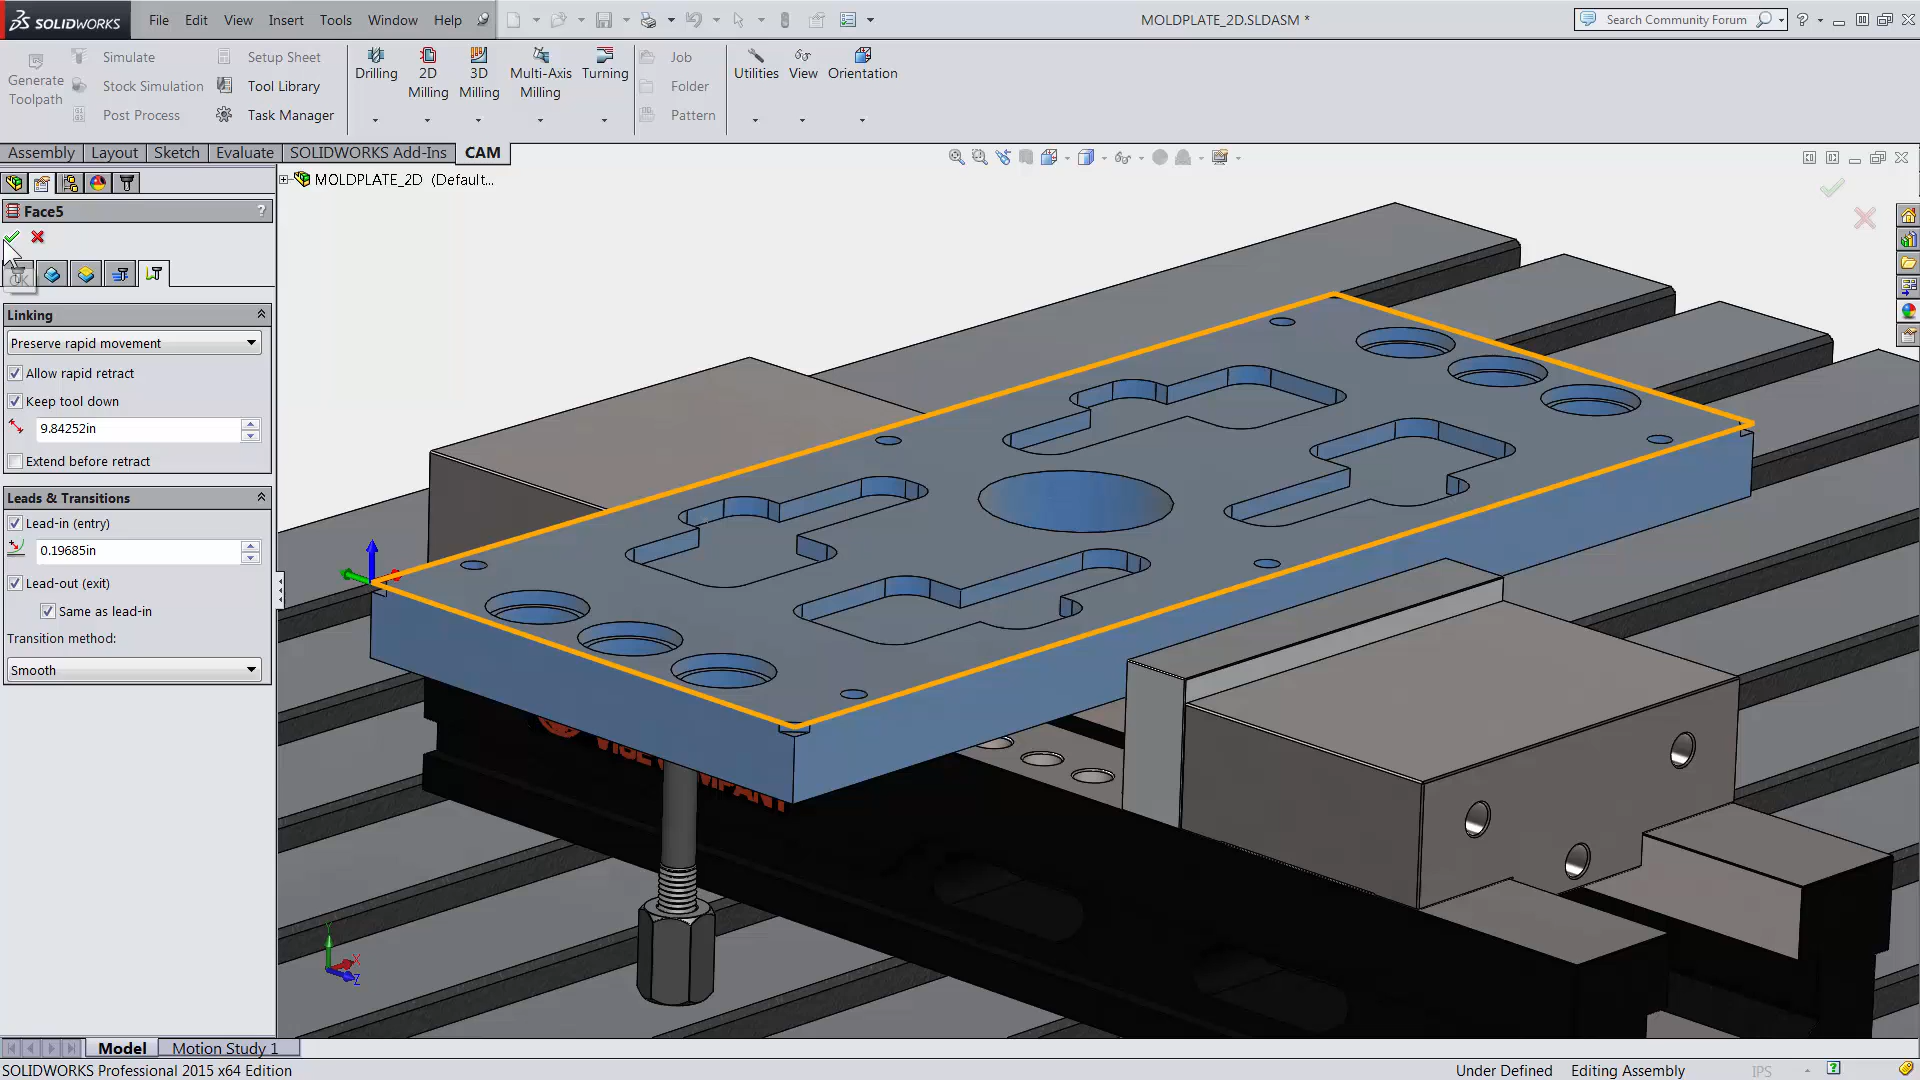 SOLIDWORKS File Edit View Insert Tools Window Help MOLDPLATE_2D.SLDASM * Search Community Forum ?
Generate Toolpath
Simulate
Stock Simulation
Post Process
Setup Sheet
Tool Library
Task Manager
Drilling
2D Milling
3D Milling
Multi-Axis Milling
Turning
Job
Folder
Pattern
Utilities
View
Orientation
Assembly Layout Sketch Evaluate SOLIDWORKS Add-Ins CAM
MOLDPLATE_2D (Default...
Face5 ?
OK
Linking
Preserve rapid movement
Allow rapid retract
Keep tool down
9.84252in
Extend before retract
Leads & Transitions
Lead-in (entry)
0.19685in
Lead-out (exit)
Same as lead-in
Transition method:
Smooth
Y
X
Z
Model Motion Study 1
SOLIDWORKS Professional 2015 x64 Edition Under Defined Editing Assembly IPS